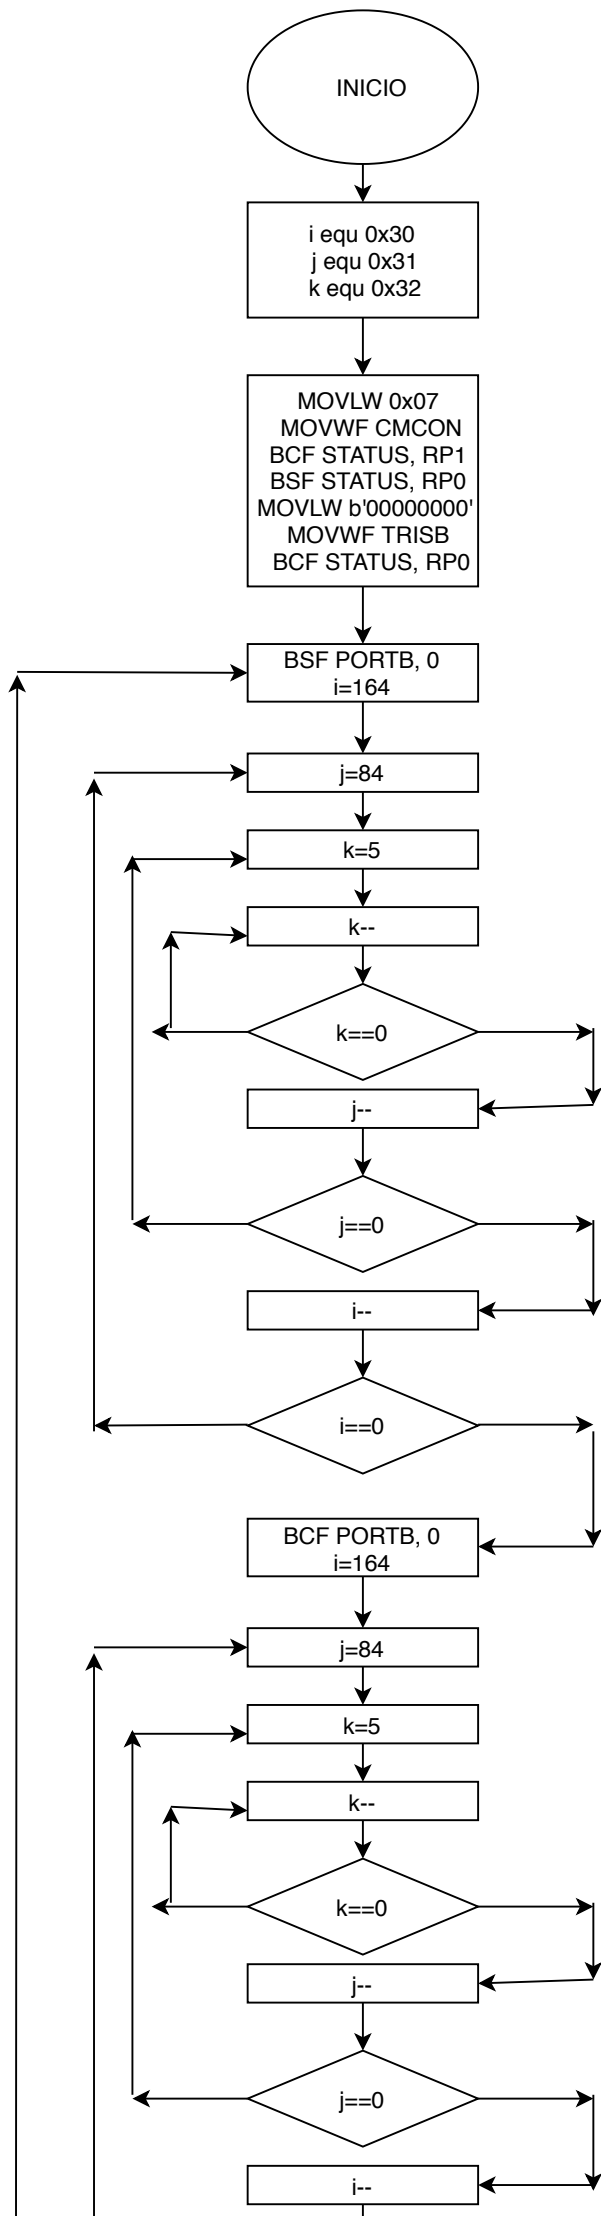 INICIO
i equ 0x30
j equ 0x31
k equ 0x32
MOVLW 0x07
MOVWF CMCON
BCF STATUS, RP1
BSF STATUS, RP0
MOVLW b'00000000'
MOVWF TRISB
BCF STATUS, RP0
BSF PORTB, 0
i=164
j=84
k=5
k--
k==0
j--
j==0
i--
i==0
BCF PORTB, 0
i=164
j=84
k=5
k--
k==0
j--
j==0
i--